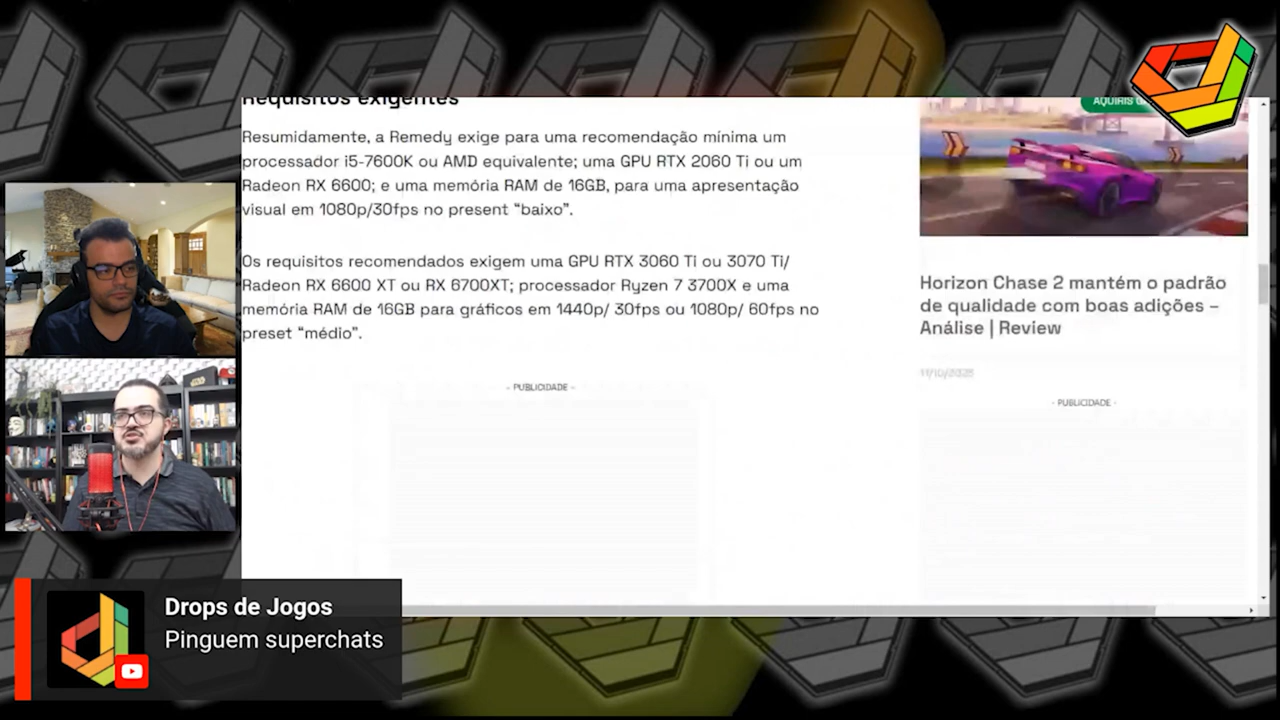 Requisitos exigentes
Resumidamente, a Remedy exige para uma recomendação mínima um
processador i5-7600K ou AMD equivalente; uma GPU RTX 2060 Ti ou um
Radeon RX 6600; e uma memória RAM de 16GB, para uma apresentação
visual em 1080p/30fps no present “baixo”.
Os requisitos recomendados exigem uma GPU RTX 3060 Ti ou 3070 Ti/
Radeon RX 6600 XT ou RX 6700XT; processador Ryzen 7 3700X e uma
memória RAM de 16GB para gráficos em 1440p/ 30fps ou 1080p/ 60fps no
preset “médio”.
- PUBLICIDADE -
AQUIRIS
Horizon Chase 2 mantém o padrão
de qualidade com boas adições –
Análise | Review
- PUBLICIDADE -
Drops de Jogos
Pinguem superchats